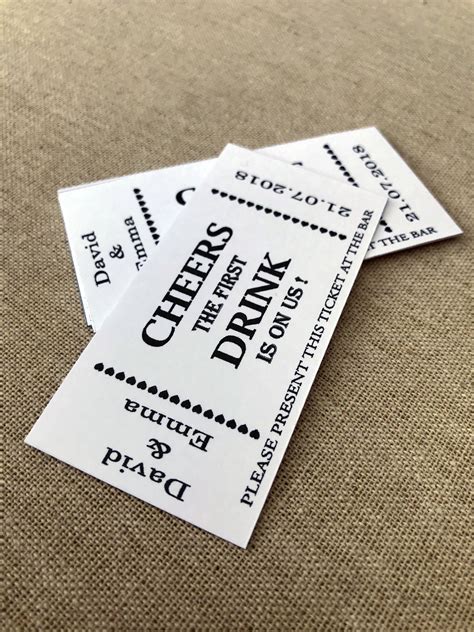 David
&
Emma
CHEERS
THE FIRST
DRINK
IS ON US !
21.07.2018
PLEASE PRESENT THIS TICKET AT THE BAR
David
&
Emma
21.07.2018
THE BAR